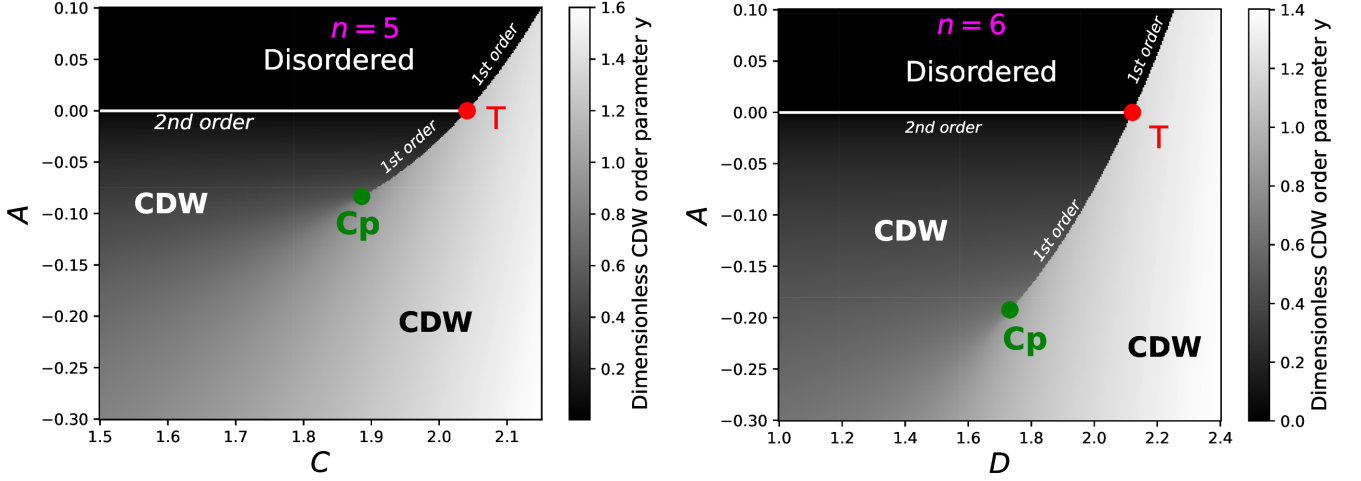 n = 5
Disordered
1st order
2nd order
T
1st order
CDW
Cp
CDW
0.10
0.05
0.00
−0.05
−0.10
−0.15
−0.20
−0.25
−0.30
A
1.5 1.6 1.7 1.8 1.9 2.0 2.1
C
1.6
1.4
1.2
1.0
0.8
0.6
0.4
0.2
Dimensionless CDW order parameter y
n = 6
Disordered
1st order
2nd order
T
1st order
CDW
Cp
CDW
0.10
0.05
0.00
−0.05
−0.10
−0.15
−0.20
−0.25
−0.30
A
1.0 1.2 1.4 1.6 1.8 2.0 2.2 2.4
D
1.4
1.2
1.0
0.8
0.6
0.4
0.2
0.0
Dimensionless CDW order parameter y